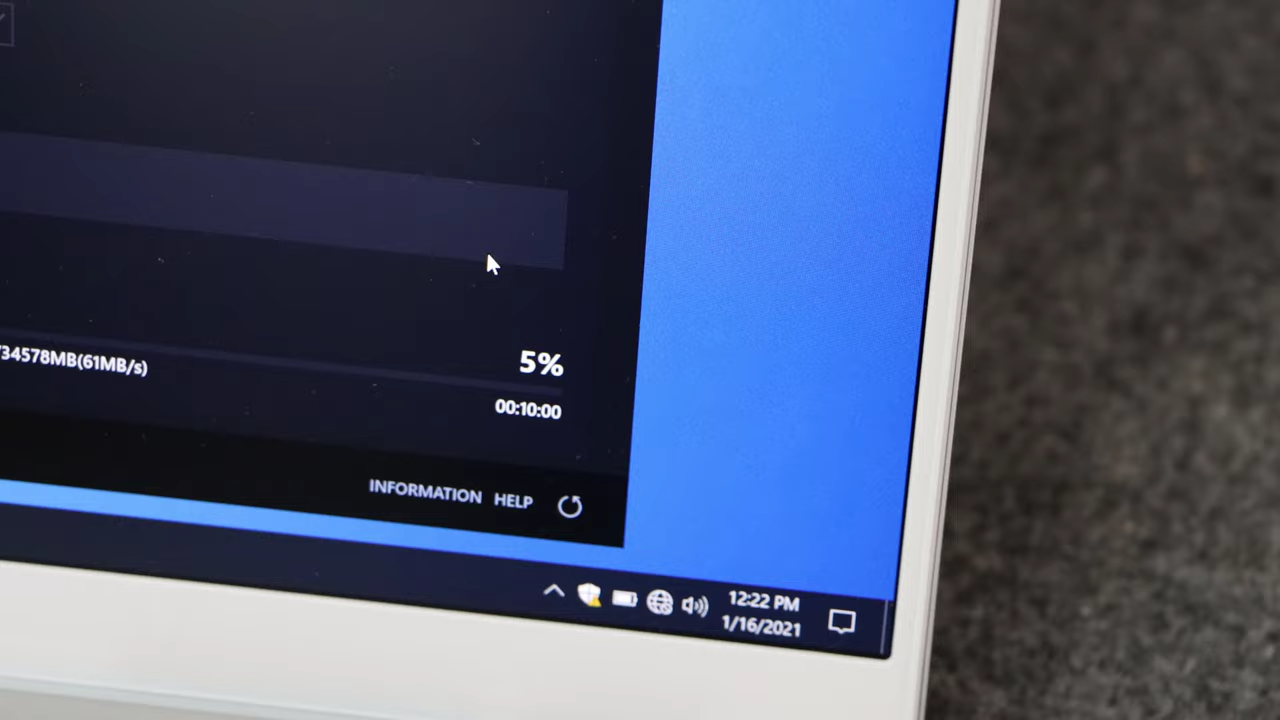 /34578MB(61MB/s)
5%
00:10:00
INFORMATION HELP
12:22 PM
1/16/2021